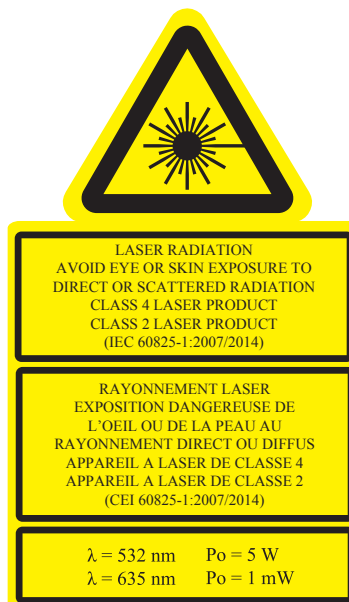 LASER RADIATION
AVOID EYE OR SKIN EXPOSURE TO
DIRECT OR SCATTERED RADIATION
CLASS 4 LASER PRODUCT
CLASS 2 LASER PRODUCT
(IEC 60825-1:2007/2014)
RAYONNEMENT LASER
EXPOSITION DANGEREUSE DE
L’OEIL OU DE LA PEAU AU
RAYONNEMENT DIRECT OU DIFFUS
APPAREIL A LASER DE CLASSE 4
APPAREIL A LASER DE CLASSE 2
(CEI 60825-1:2007/2014)
λ = 532 nm Po = 5 W
λ = 635 nm Po = 1 mW